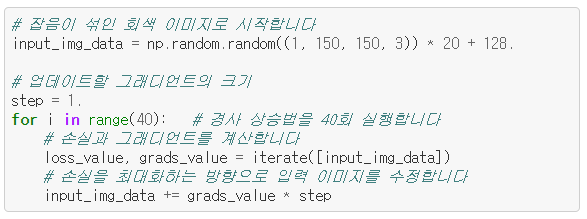 # 잡음이 섞인 회색 이미지로 시작합니다
input_img_data = np.random.random((1, 150, 150, 3)) * 20 + 128.

# 업데이트할 그래디언트의 크기
step = 1.
for i in range(40):   # 경사 상승법을 40회 실행합니다
    # 손실과 그래디언트를 계산합니다
    loss_value, grads_value = iterate([input_img_data])
    # 손실을 최대화하는 방향으로 입력 이미지를 수정합니다
    input_img_data += grads_value * step